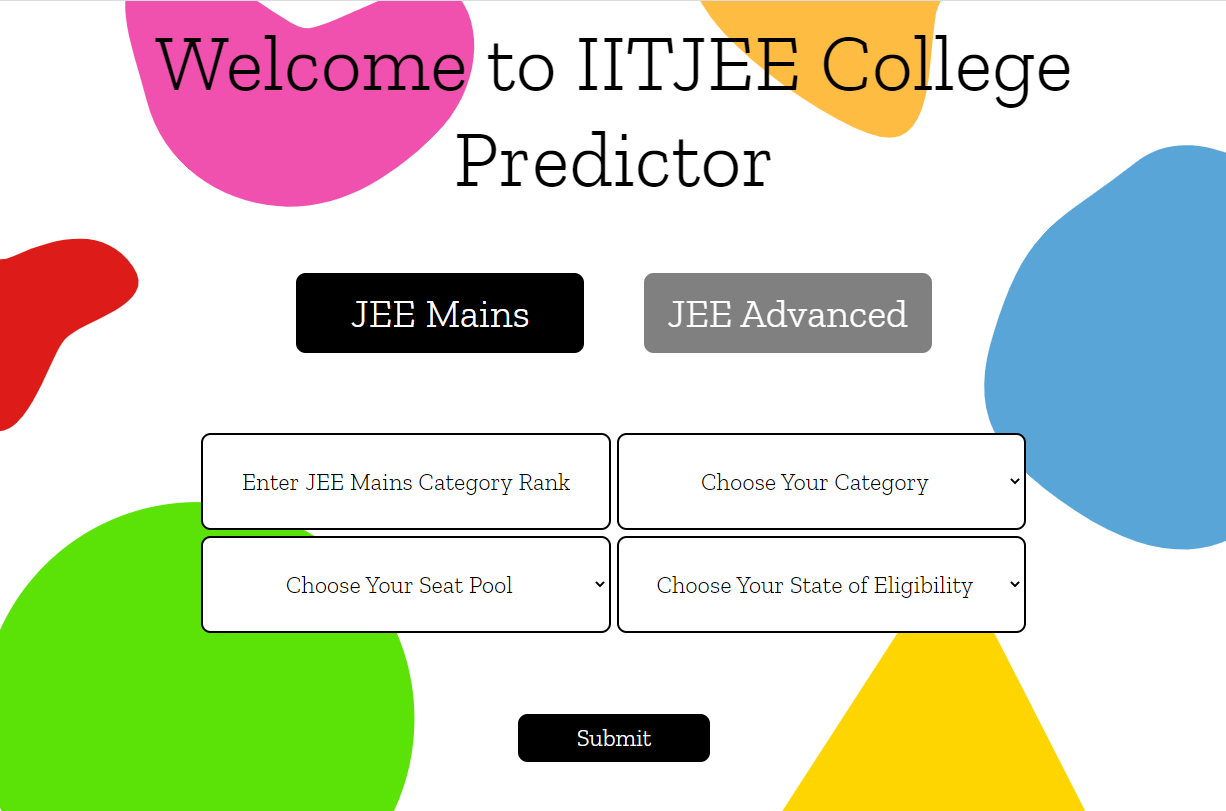 Welcome to IITJEE College
Predictor
JEE Mains
JEE Advanced
Enter JEE Mains Category Rank
Choose Your Category
Choose Your Seat Pool
Choose Your State of Eligibility
Submit